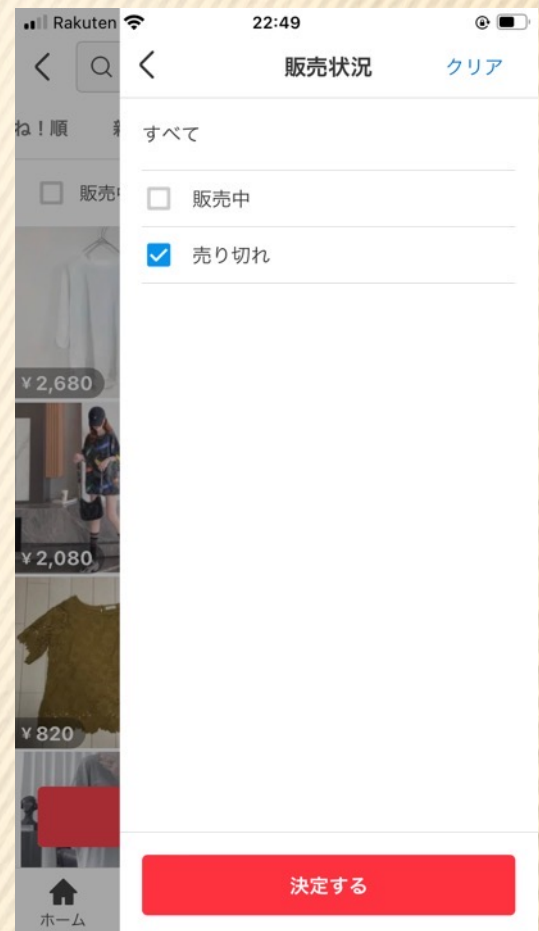 Rakuten
22:49
販売状況
クリア
ね！順
すべて
販売中
販売中
売り切れ
¥2,680
¥2,080
¥820
決定する
ホーム